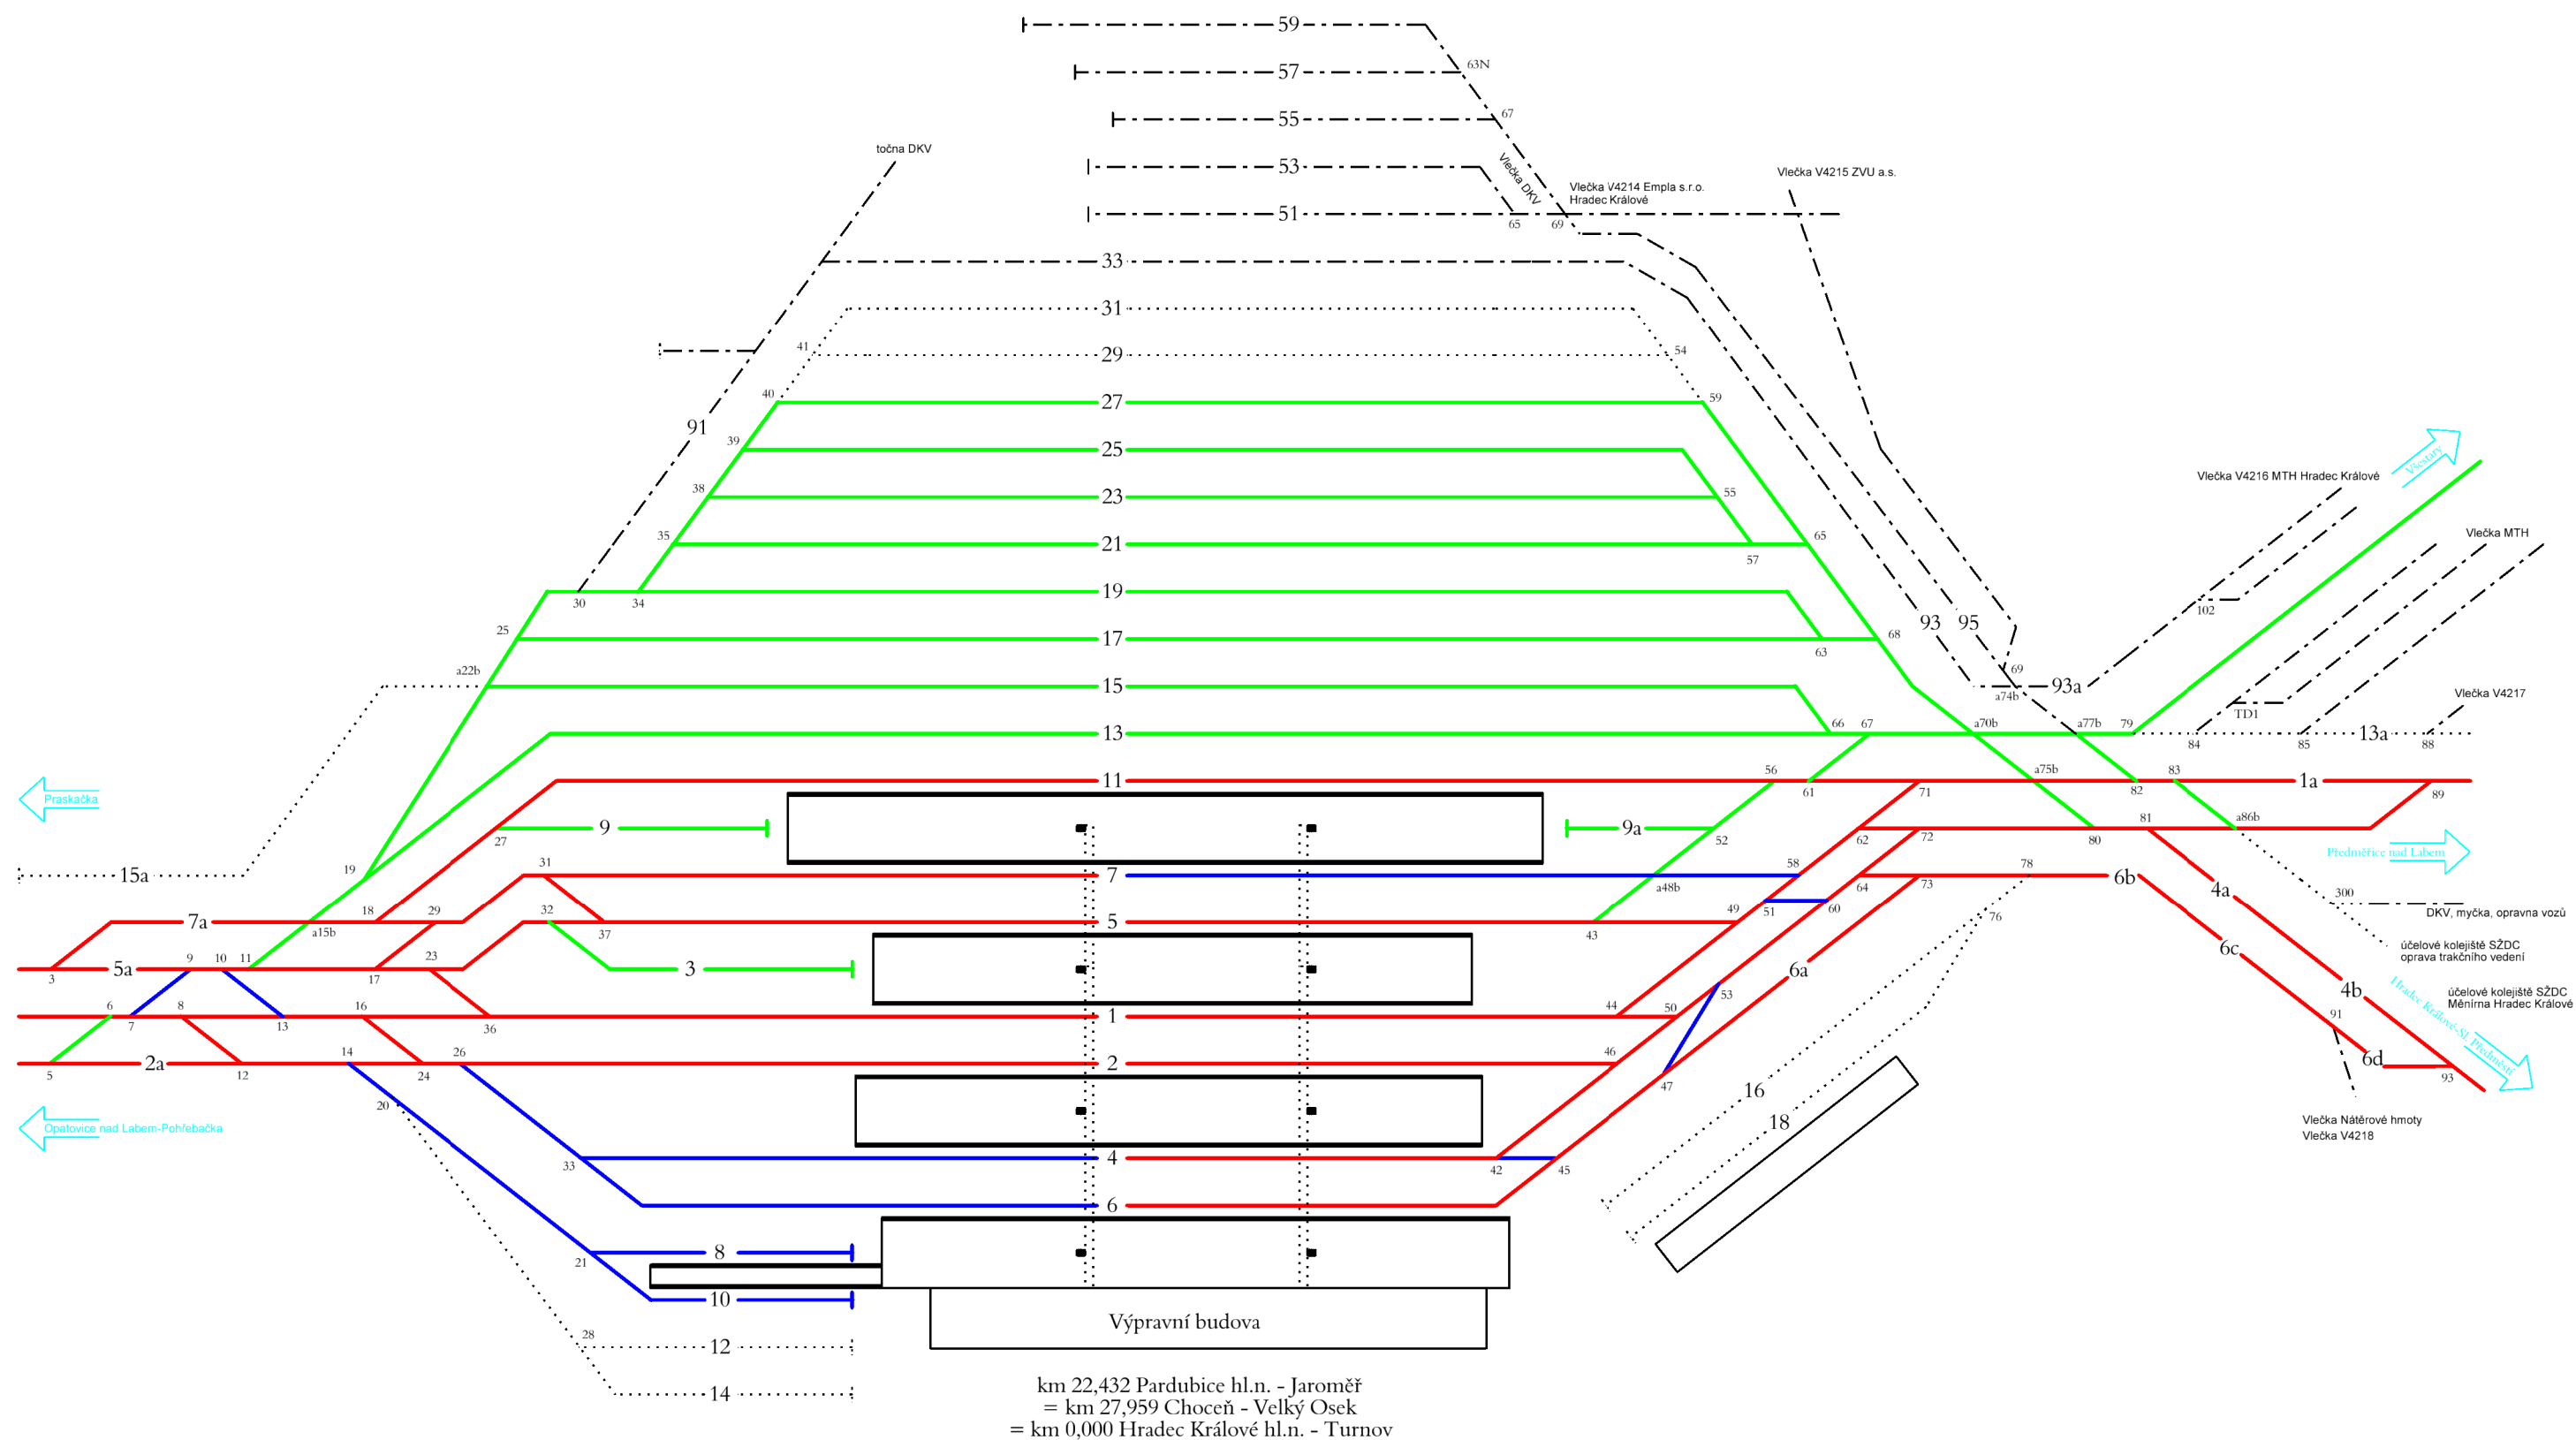 59
57
63N
55
67
točna DKV
53
Vlečka DKV
Vlečka V4214 Empla s.r.o.
Hradec Králové
Vlečka V4215 ZVU a.s.
51
65
69
33
31
41
29
54
40
27
59
91
39
25
Všestary
Vlečka V4216 MTH Hradec Králové
38
23
55
35
21
65
57
Vlečka MTH
19
30
34
102
25
17
68
63
93
95
a22b
15
69
a74b
93a
Vlečka V4217
TD1
13
66
67
a70b
a77b
79
84
85
13a
88
11
56
61
71
a75b
82
83
1a
89
Praskačka
9
27
9a
52
62
72
80
81
a86b
Předměřice nad Labem
15a
19
31
7
a48b
58
64
73
78
6b
4a
300
DKV, myčka, opravna vozů
7a
a15b
18
29
32
37
5
43
49
51
60
76
účelové kolejiště SŽDC
oprava trakčního vedení
5a
3
9
10
11
17
23
3
6a
6c
53
4b
Hradec Králové-Sl. Předměstí
účelové kolejiště SŽDC
Měnírna Hradec Králové
6
7
8
13
16
36
1
44
50
91
2a
5
12
14
24
26
2
46
47
6d
93
20
16
18
Opatovice nad Labem-Pohřebačka
Vlečka Nátěrové hmoty
Vlečka V4218
33
4
42
45
6
21
8
10
Výpravní budova
28
12
14
km 22,432 Pardubice hl.n. - Jaroměř
= km 27,959 Choceň - Velký Osek
= km 0,000 Hradec Králové hl.n. - Turnov